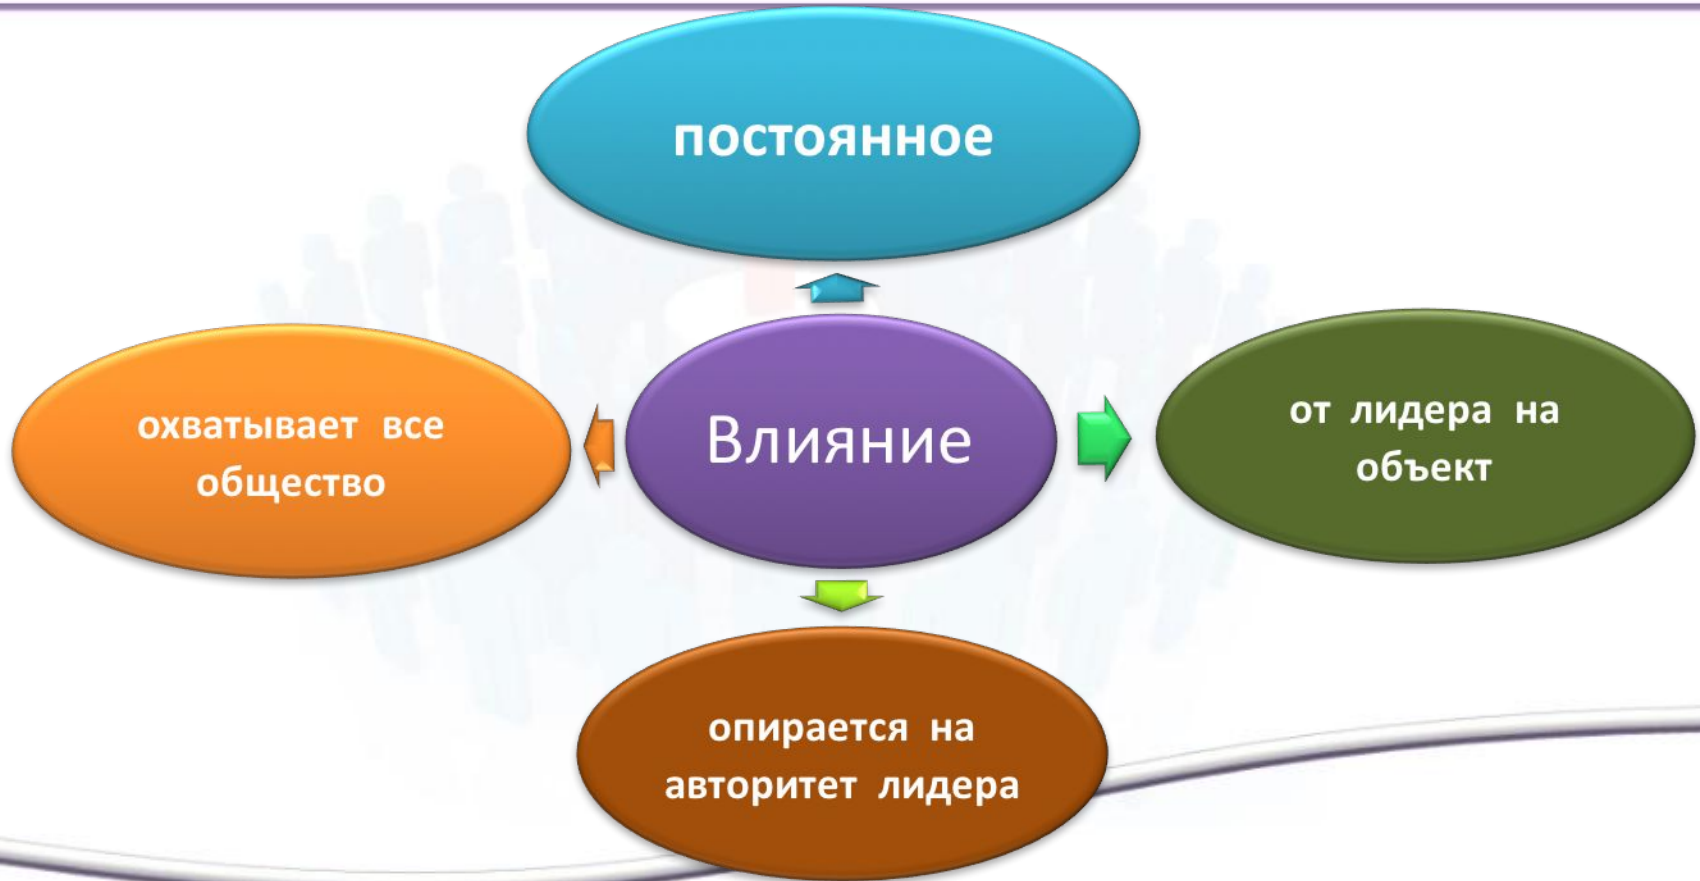 постоянное
охватывает все
общество
Влияние
от лидера на
объект
опирается на
авторитет лидера